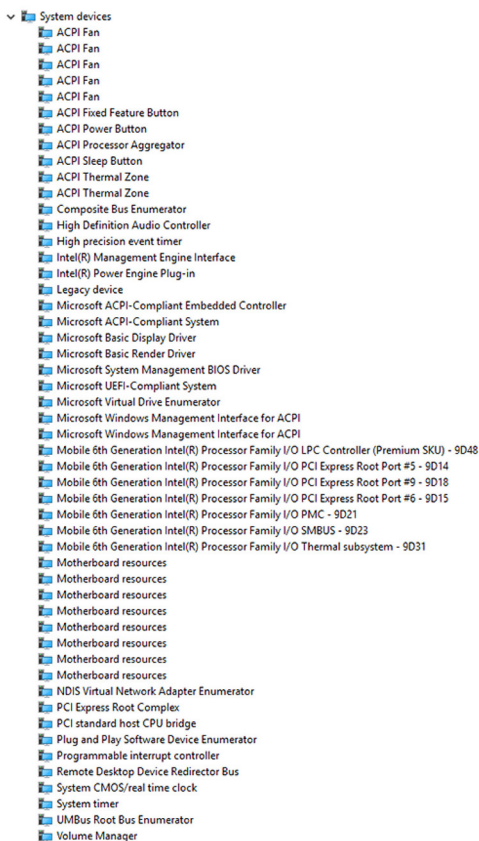 System devices
ACPI Fan
ACPI Fan
ACPI Fan
ACPI Fan
ACPI Fan
ACPI Fixed Feature Button
ACPI Power Button
ACPI Processor Aggregator
ACPI Sleep Button
ACPI Thermal Zone
ACPI Thermal Zone
Composite Bus Enumerator
High Definition Audio Controller
High precision event timer
Intel(R) Management Engine Interface
Intel(R) Power Engine Plug-in
Legacy device
Microsoft ACPI-Compliant Embedded Controller
Microsoft ACPI-Compliant System
Microsoft Basic Display Driver
Microsoft Basic Render Driver
Microsoft System Management BIOS Driver
Microsoft UEFI-Compliant System
Microsoft Virtual Drive Enumerator
Microsoft Windows Management Interface for ACPI
Microsoft Windows Management Interface for ACPI
Mobile 6th Generation Intel(R) Processor Family I/O LPC Controller (Premium SKU) - 9D48
Mobile 6th Generation Intel(R) Processor Family I/O PCI Express Root Port #5 - 9D14
Mobile 6th Generation Intel(R) Processor Family I/O PCI Express Root Port #9 - 9D18
Mobile 6th Generation Intel(R) Processor Family I/O PCI Express Root Port #6 - 9D15
Mobile 6th Generation Intel(R) Processor Family I/O PMC - 9D21
Mobile 6th Generation Intel(R) Processor Family I/O SMBUS - 9D23
Mobile 6th Generation Intel(R) Processor Family I/O Thermal subsystem - 9D31
Motherboard resources
Motherboard resources
Motherboard resources
Motherboard resources
Motherboard resources
Motherboard resources
Motherboard resources
Motherboard resources
NDIS Virtual Network Adapter Enumerator
PCI Express Root Complex
PCI standard host CPU bridge
Plug and Play Software Device Enumerator
Programmable interrupt controller
Remote Desktop Device Redirector Bus
System CMOS/real time clock
System timer
UMBus Root Bus Enumerator
Volume Manager